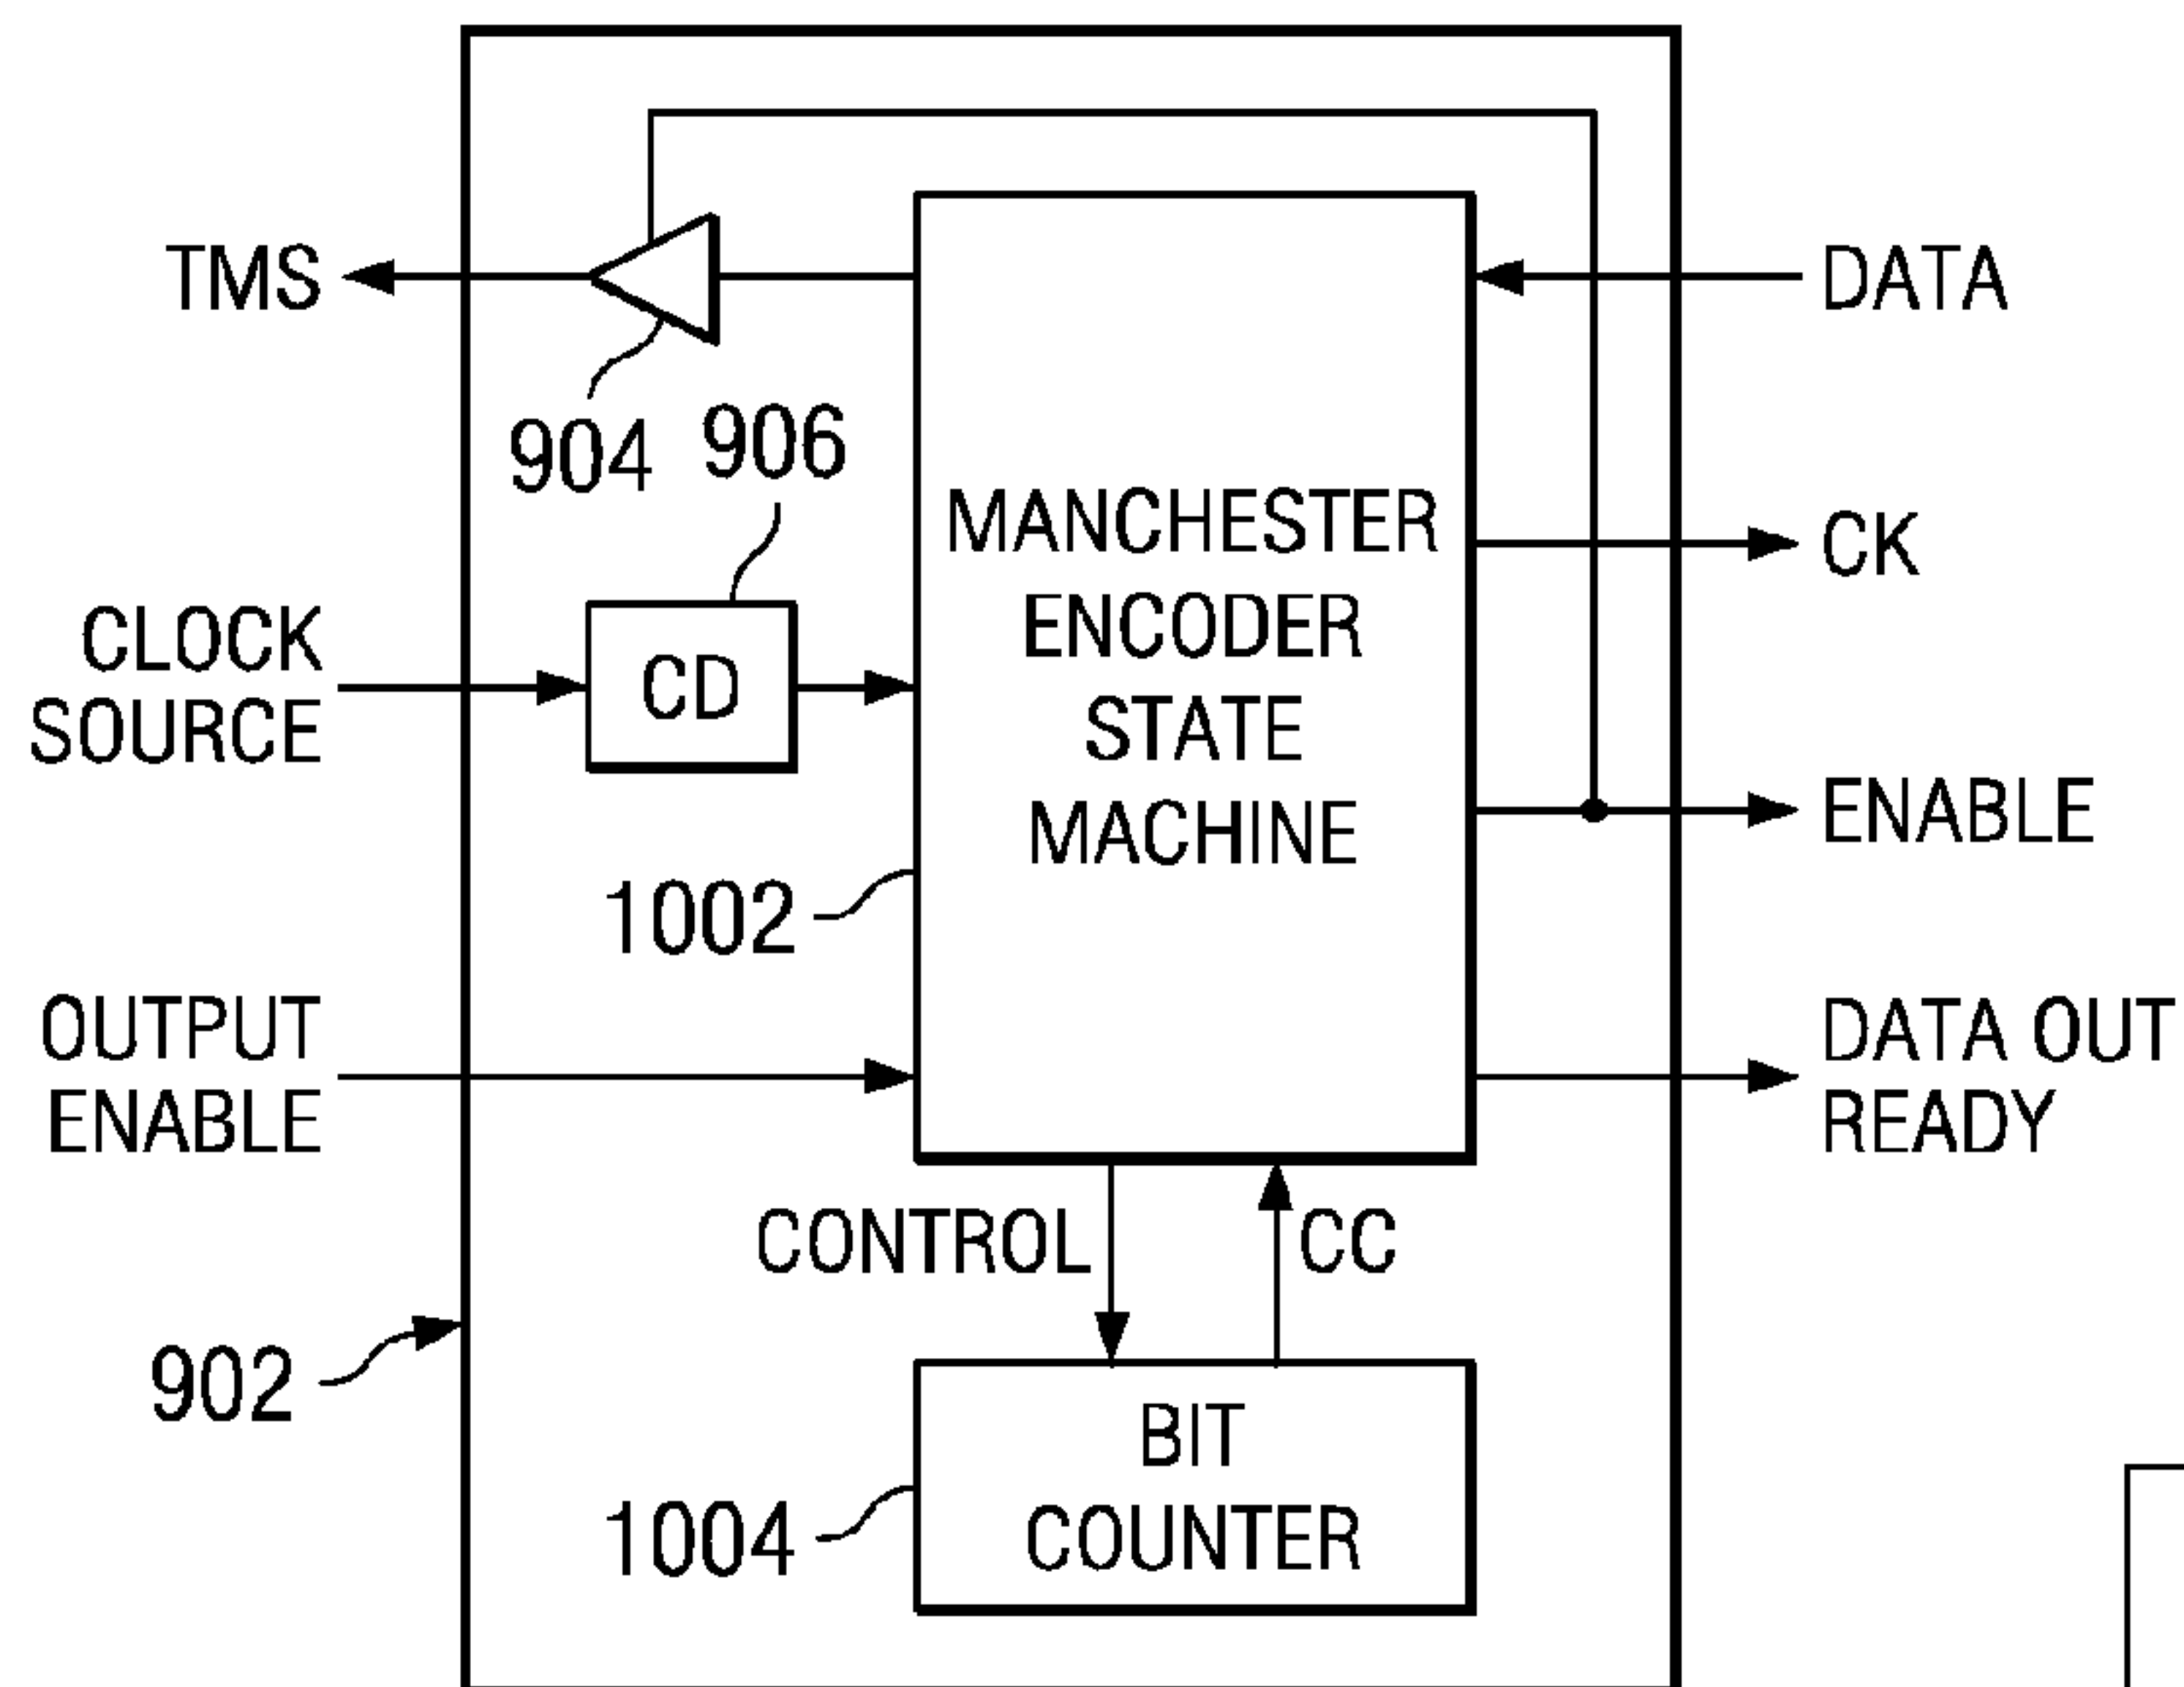 TMS
DATA
904
906
MANCHESTER
ENCODER
STATE
MACHINE
CK
CLOCK
SOURCE
CD
ENABLE
1002
OUTPUT
ENABLE
DATA OUT
READY
CONTROL
CC
902
BIT
COUNTER
1004